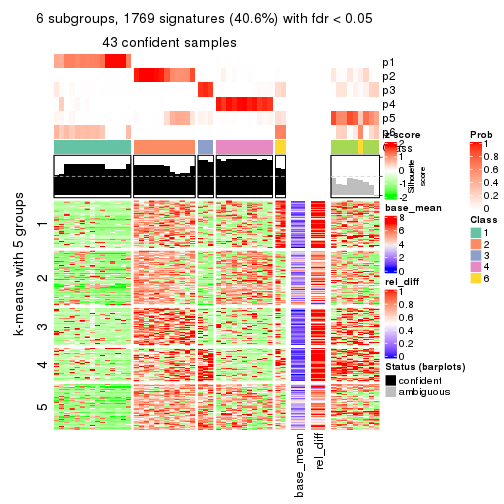 6 subgroups, 1769 signatures (40.6%) with fdr < 0.05
43 confident samples
p1
p2
p3
p4
p5
p6
Class
Silhouette
score
k-means with 5 groups
1
2
3
4
5
base_mean
rel_diff
z-score
2
1
0
-1
-2
base_mean
8
6
4
2
0
rel_diff
1
0.8
0.6
0.4
0.2
0
Status (barplots)
confident
ambiguous
Prob
1
0.8
0.6
0.4
0.2
0
Class
1
2
3
4
6